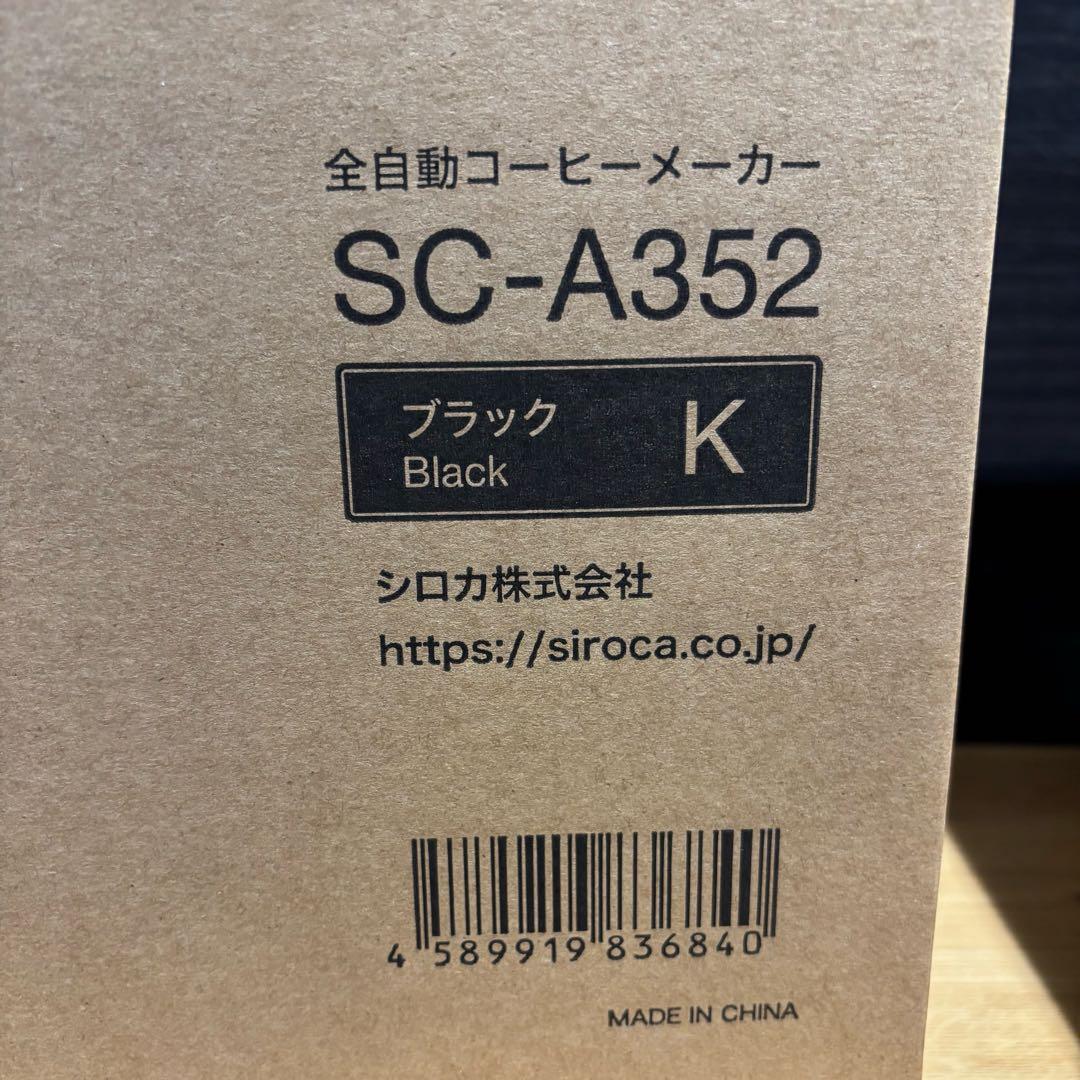 全自動コーヒーメーカー
SC-A352
ブラック
Black
K
シロカ株式会社
https://siroca.co.jp/
4 589919 836840
MADE IN CHINA